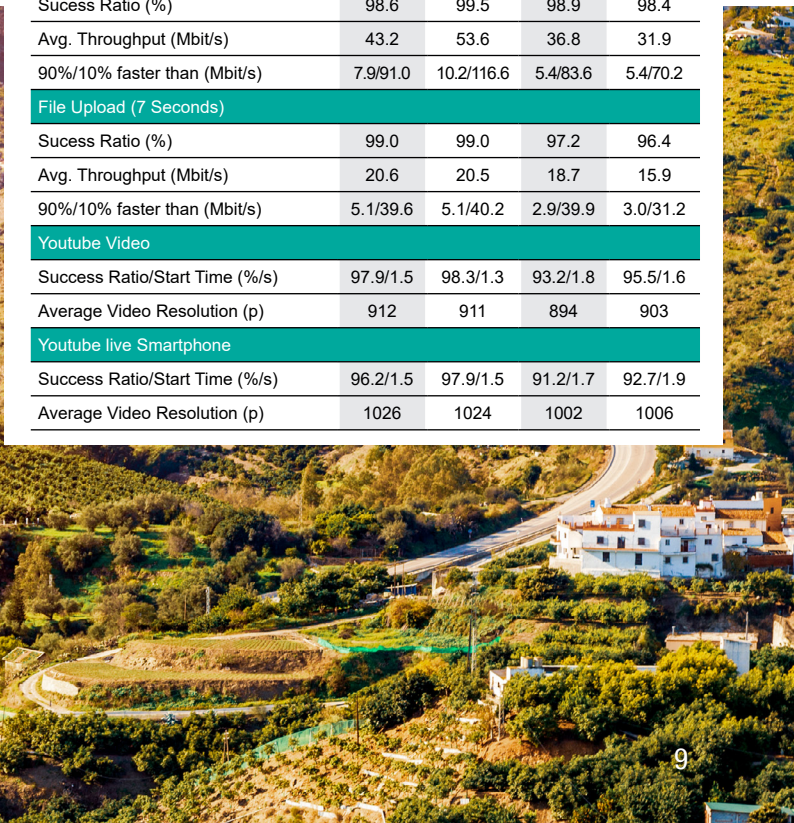 Sucess Ratio (%) 98.6 99.5 98.9 98.4
Avg. Throughput (Mbit/s) 43.2 53.6 36.8 31.9
90%/10% faster than (Mbit/s) 7.9/91.0 10.2/116.6 5.4/83.6 5.4/70.2
File Upload (7 Seconds)
Sucess Ratio (%) 99.0 99.0 97.2 96.4
Avg. Throughput (Mbit/s) 20.6 20.5 18.7 15.9
90%/10% faster than (Mbit/s) 5.1/39.6 5.1/40.2 2.9/39.9 3.0/31.2
Youtube Video
Success Ratio/Start Time (%/s) 97.9/1.5 98.3/1.3 93.2/1.8 95.5/1.6
Average Video Resolution (p) 912 911 894 903
Youtube live Smartphone
Success Ratio/Start Time (%/s) 96.2/1.5 97.9/1.5 91.2/1.7 92.7/1.9
Average Video Resolution (p) 1026 1024 1002 1006
9